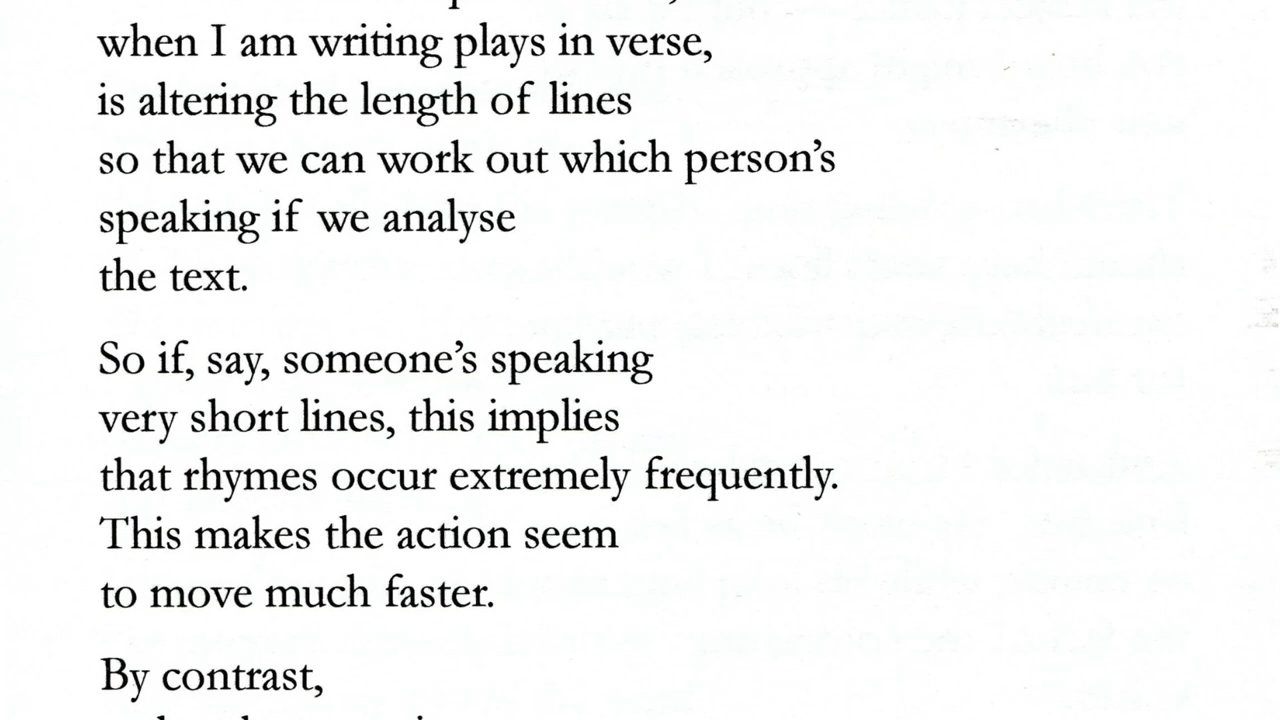 when I am writing plays in verse,
is altering the length of lines
so that we can work out which person's
speaking if we analyse
the text.
So if, say, someone's speaking
very short lines, this implies
that rhymes occur extremely frequently.
This makes the action seem
to move much faster.
By contrast,